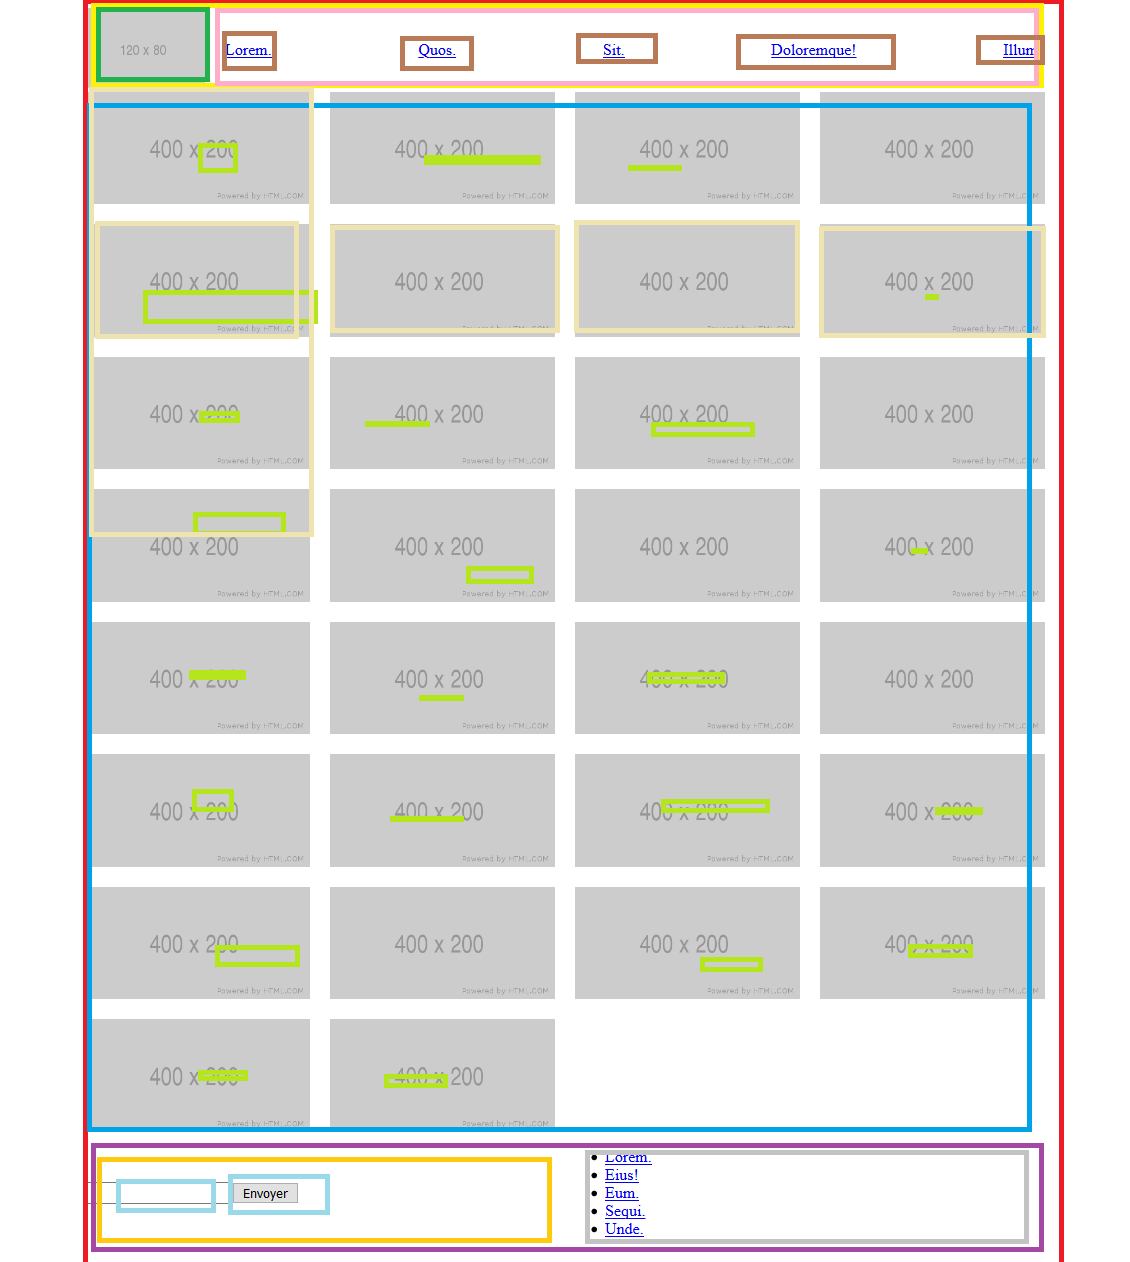 120 x 80
Lorem. Quos. Sit. Doloremque! Illum
400 x 200 400 x 200 400 x 200 400 x 200
Powered by HTML.COM Powered by HTML.COM Powered by HTML.COM Powered by HTML.COM
400 x 200 400 x 200 400 x 200 400 x 200
Powered by HTML.COM Powered by HTML.COM Powered by HTML.COM Powered by HTML.COM
400 x 200 400 x 200 400 x 200 400 x 200
Powered by HTML.COM Powered by HTML.COM Powered by HTML.COM Powered by HTML.COM
400 x 200 400 x 200 400 x 200 400 x 200
Powered by HTML.COM Powered by HTML.COM Powered by HTML.COM Powered by HTML.COM
400 x 200 400 x 200 400 x 200 400 x 200
Powered by HTML.COM Powered by HTML.COM Powered by HTML.COM Powered by HTML.COM
400 x 200 400 x 200 400 x 200 400 x 200
Powered by HTML.COM Powered by HTML.COM Powered by HTML.COM Powered by HTML.COM
400 x 200 400 x 200 400 x 200 400 x 200
Powered by HTML.COM Powered by HTML.COM Powered by HTML.COM Powered by HTML.COM
400 x 200 400 x 200
Powered by HTML.COM Powered by HTML.COM
Envoyer
Lorem.
Eius!
Eum.
Sequi.
Unde.